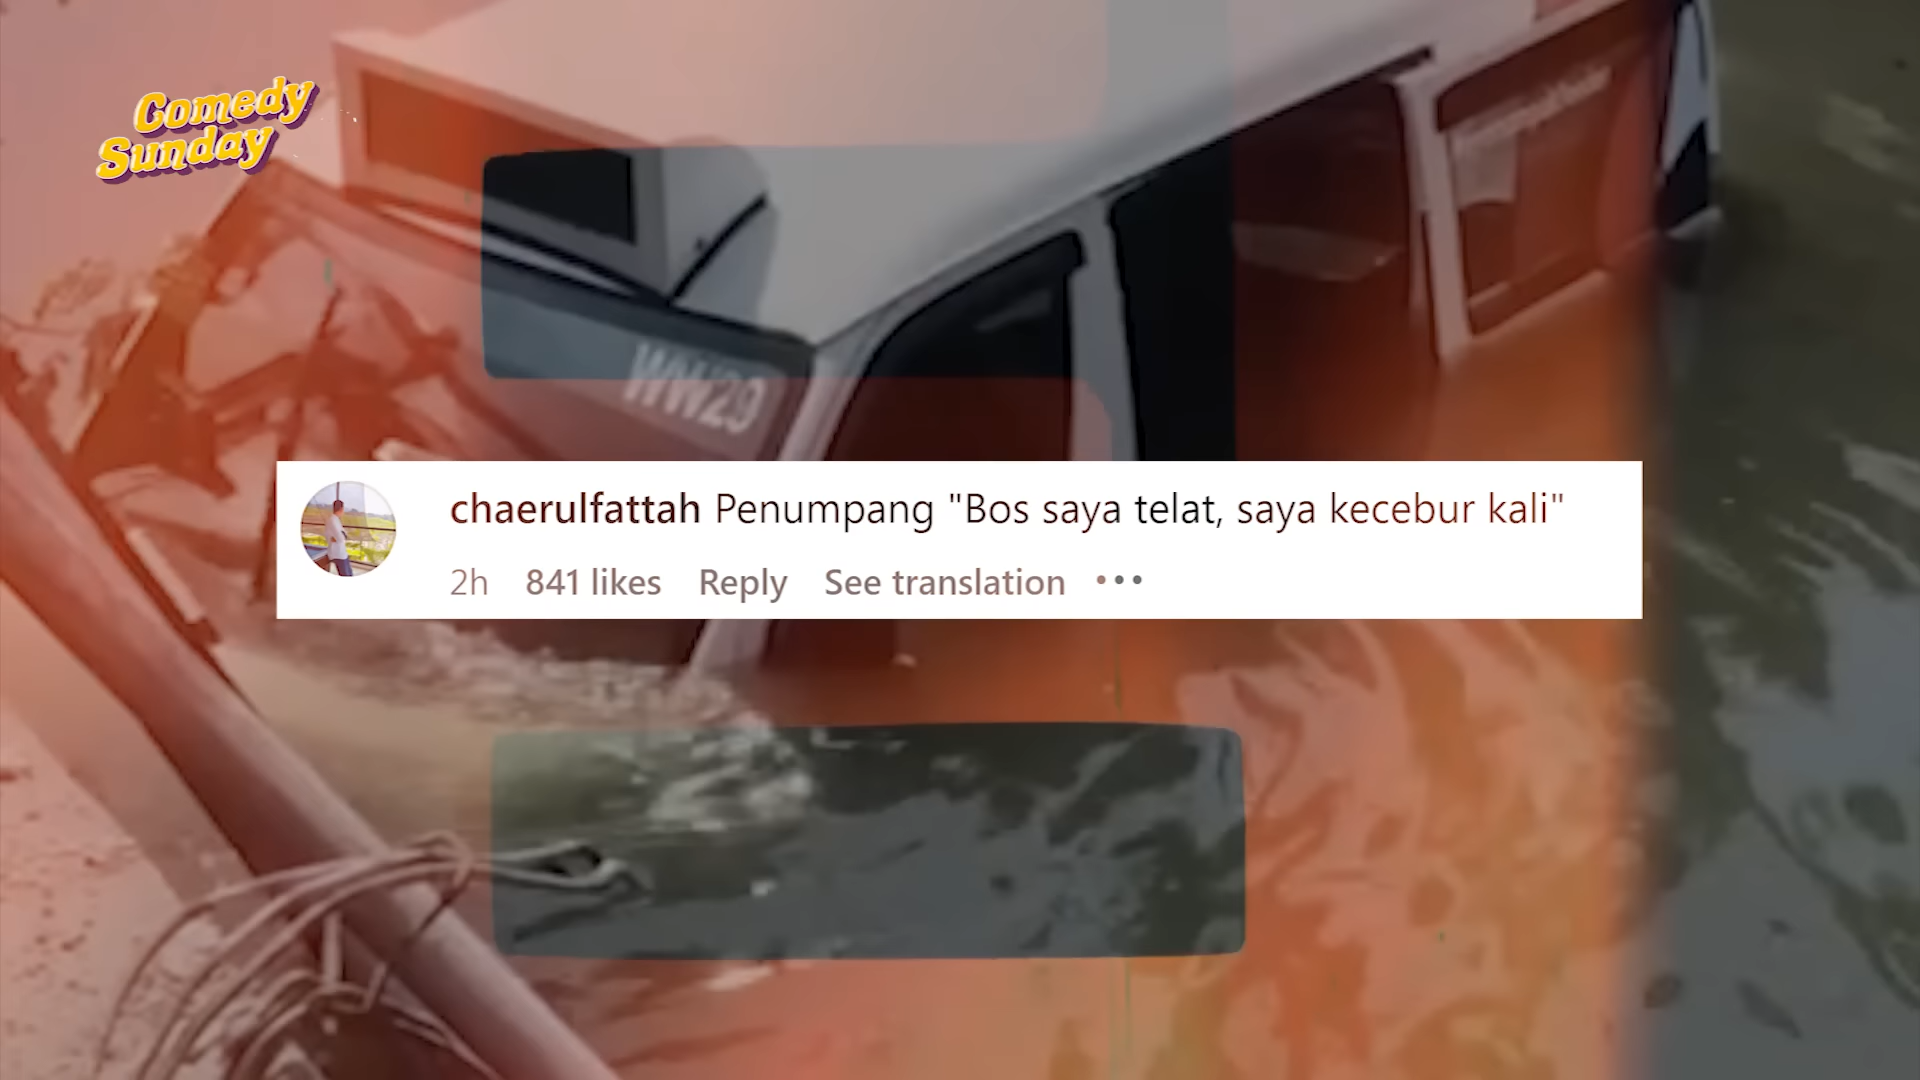 Comedy
Sunday
WW29
chaerulfattah Penumpang "Bos saya telat, saya kecebur kali"
2h 841 likes Reply See translation •••